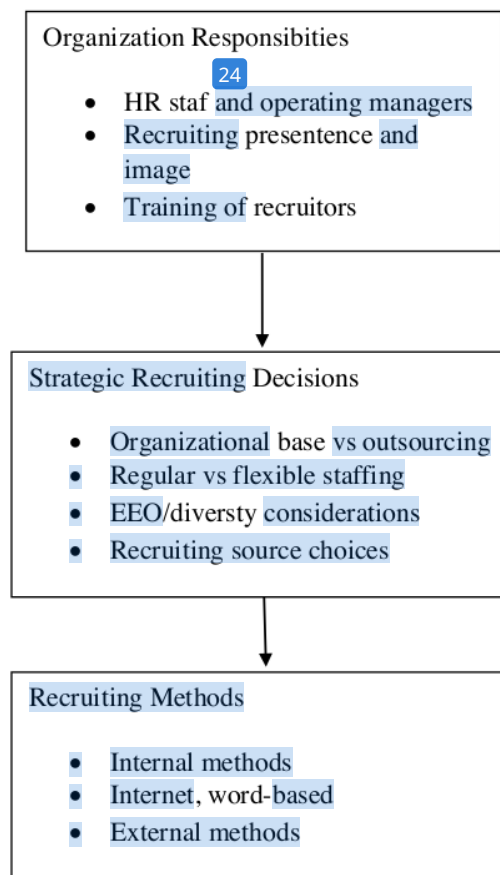 Organization Responsibities
24
• HR staf and operating managers
• Recruiting presentence and
image
• Training of recruitors
Strategic Recruiting Decisions
• Organizational base vs outsourcing
• Regular vs flexible staffing
• EEO/diversty considerations
• Recruiting source choices
Recruiting Methods
• Internal methods
• Internet, word-based
• External methods